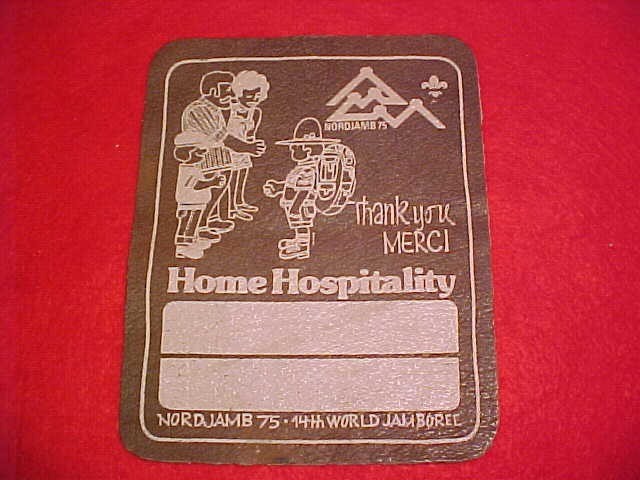 NORDJAMB 75
Thank you
MERCI
Home Hospitality
NORDJAMB 75 · 14th WORLD JAMBOREE